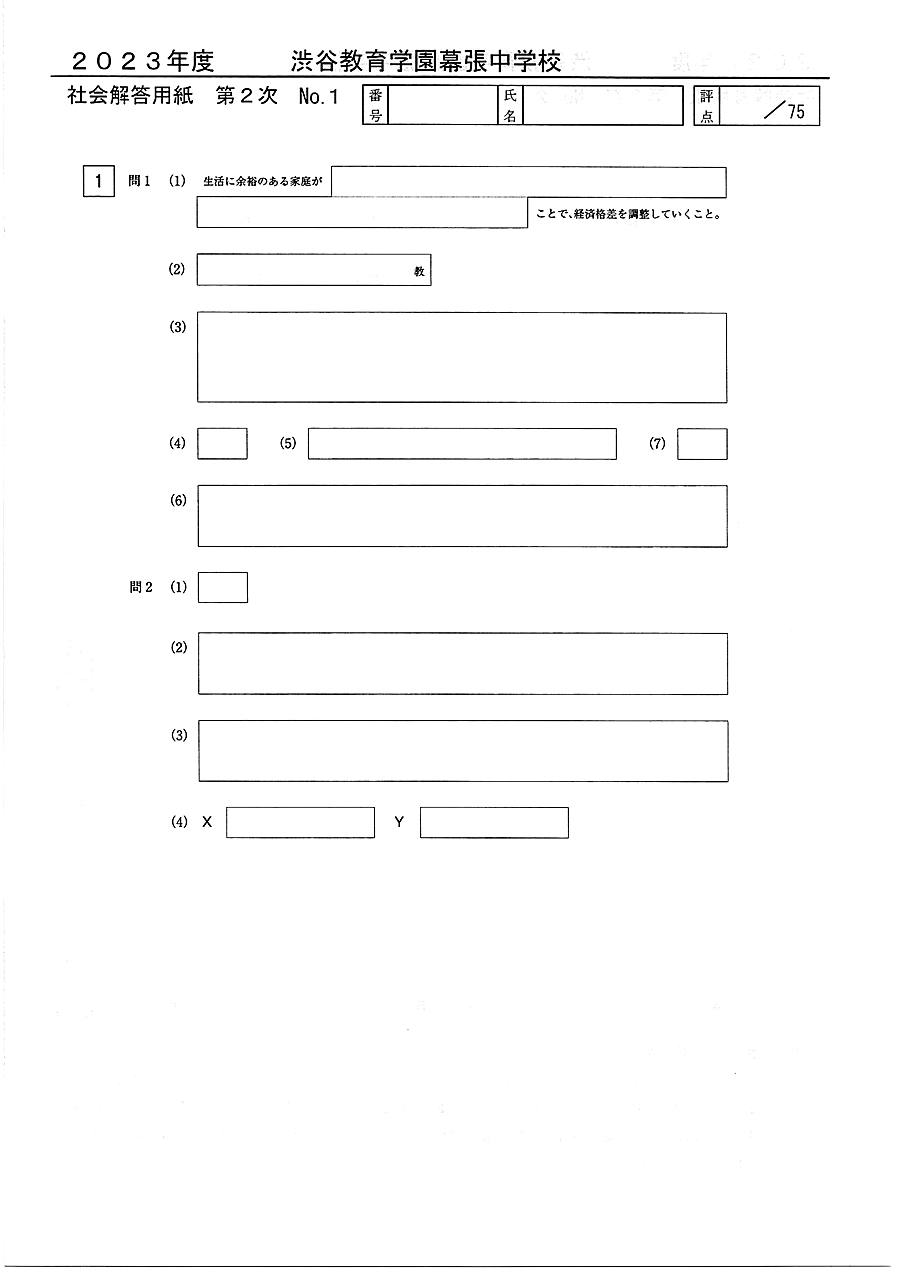 2023年度 渋谷教育学園幕張中学校
社会解答用紙 第2次 No.1 番号 氏名 評点 /75
1 問1 (1) 生活に余裕のある家庭が
ことで、経済格差を調整していくこと。
(2) 教
(3)
(4) (5) (7)
(6)
問2 (1)
(2)
(3)
(4) X Y